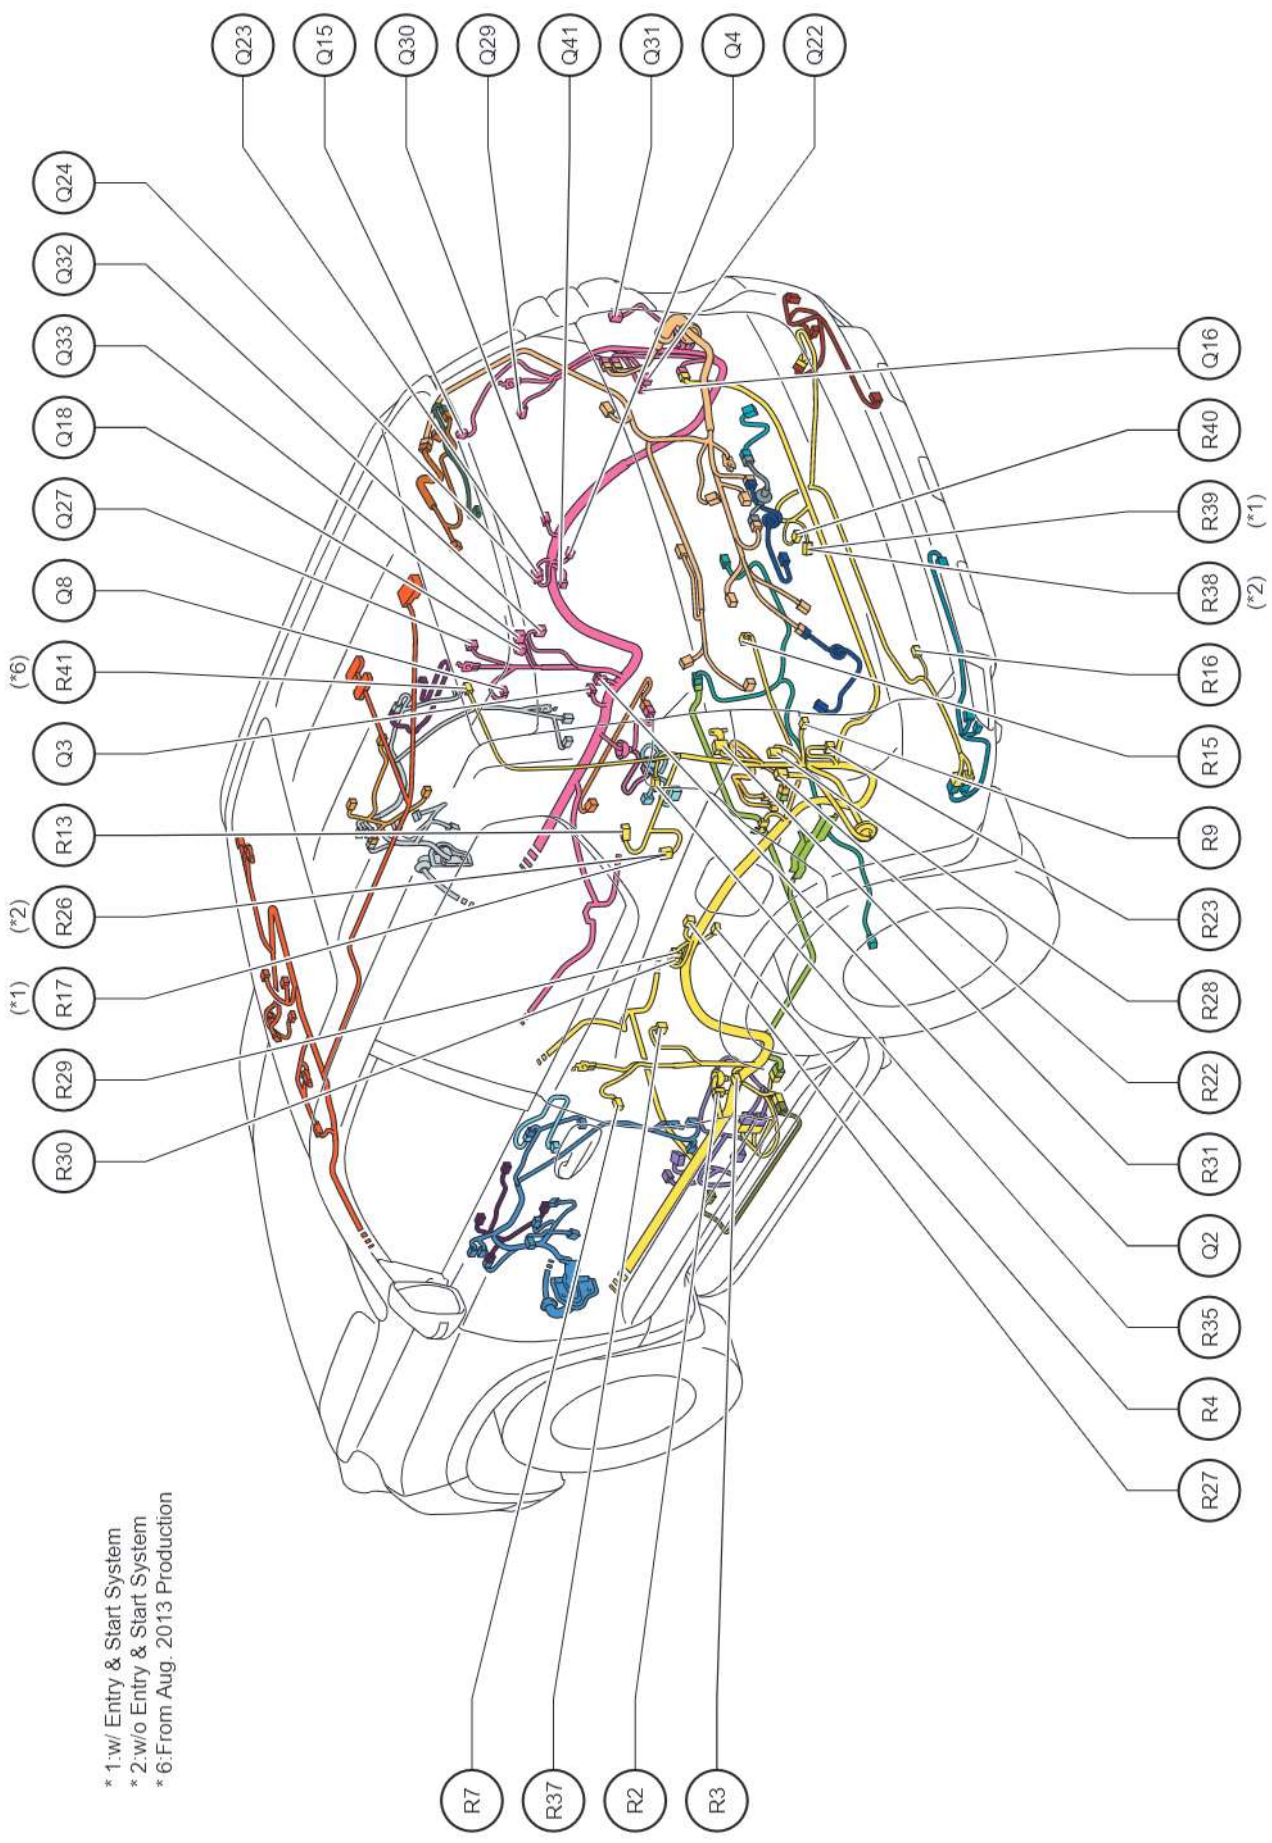 (*1) (*2) (*6)
R30 R29 R17 R26 R13 Q3 R41 Q8 Q27 Q18 Q33 Q32 Q24
* 1:w/ Entry & Start System
* 2:w/o Entry & Start System
* 6:From Aug. 2013 Production
Q23
Q15
Q30
R7
Q29
R37
Q41
R2
Q31
R3
Q4
Q22
R27 R4 R35 Q2 R31 R22 R28 R23 R9 R15 R16 R38 R39 R40 Q16
(*2) (*1)